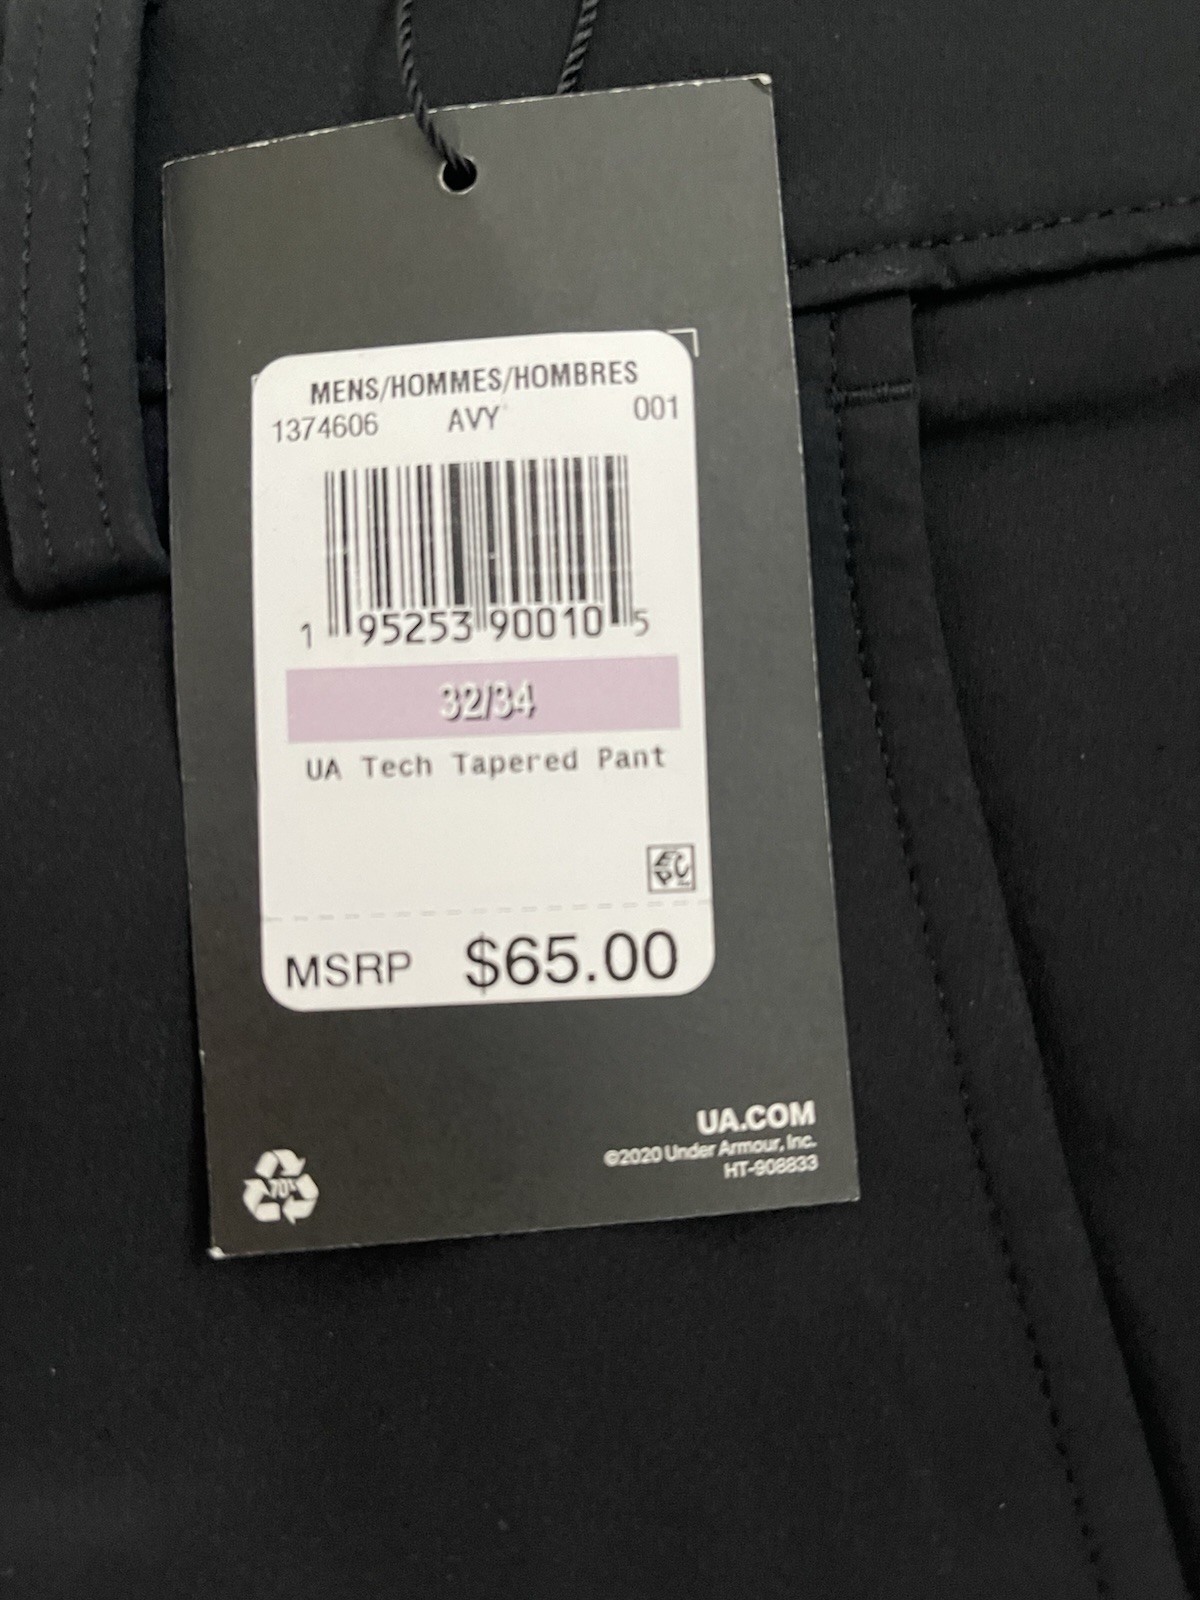 MENS/HOMMES/HOMBRES
1374606 AVY 001
1 95253 90010 5
32/34
UA Tech Tapered Pant
EPC
MSRP $65.00
UA.COM
©2020 Under Armour, Inc.
HT-908833
70%